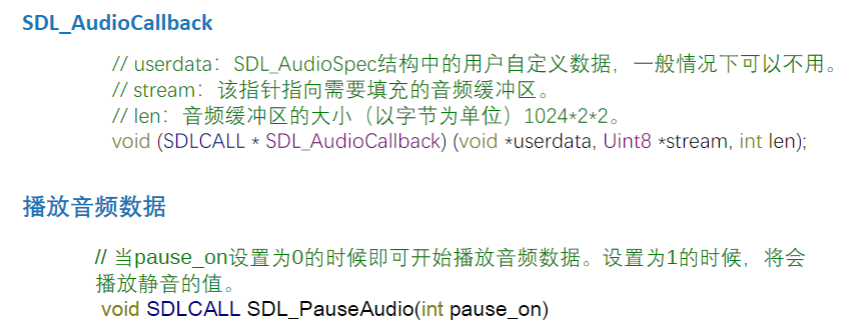 SDL_AudioCallback
// userdata：SDL_AudioSpec结构中的用户自定义数据，一般情况下可以不用。
// stream：该指针指向需要填充的音频缓冲区。
// len：音频缓冲区的大小（以字节为单位）1024*2*2。
void (SDLCALL * SDL_AudioCallback) (void *userdata, Uint8 *stream, int len);
播放音频数据
// 当pause_on设置为0的时候即可开始播放音频数据。设置为1的时候，将会
播放静音的值。
void SDLCALL SDL_PauseAudio(int pause_on)